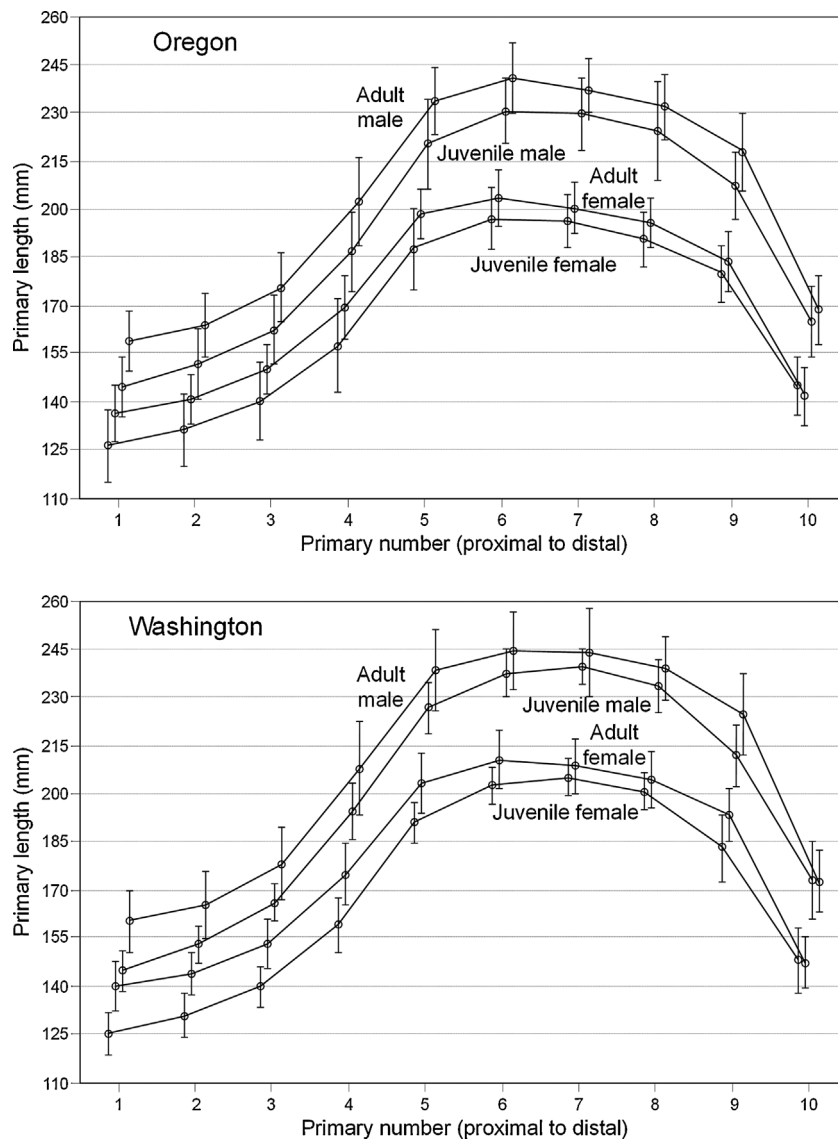 260
Oregon
245
Adult
male
230
Juvenile male
215
Adult
female
200
Juvenile female
185
170
155
140
125
110
Primary length (mm)
1 2 3 4 5 6 7 8 9 10
Primary number (proximal to distal)
260
Washington
245
Adult
male
230
Juvenile male
Adult
female
215
200
Juvenile female
185
170
155
140
125
110
Primary length (mm)
1 2 3 4 5 6 7 8 9 10
Primary number (proximal to distal)